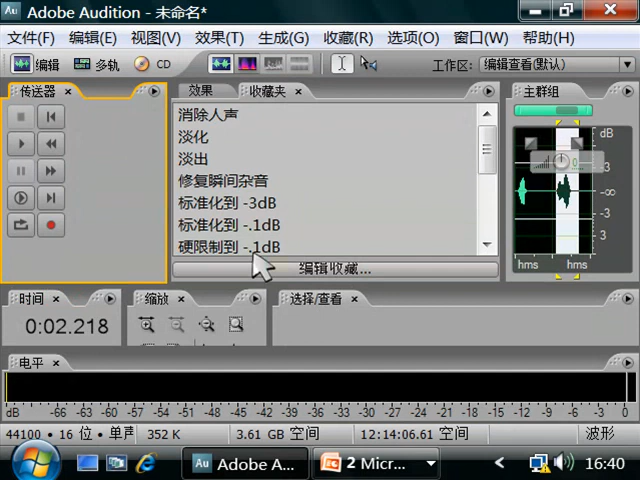 Au Adobe Audition - 未命名*
文件(F) 编辑(E) 视图(V) 效果(T) 生成(G) 收藏(R) 选项(O) 窗口(W) 帮助(H)
编辑 多轨 CD 工作区: 编辑查看(默认)
传送器 × 效果 收藏夹 × 主群组 ×
消除人声
淡化
淡出
修复瞬间杂音
标准化到 -3dB
标准化到 -.1dB
硬限制到 -.1dB
编辑收藏...
dB
-3
0
-∞
-3
hms hms
时间 × 缩放 × 选择/查看 ×
0:02.218
电平 ×
dB -66 -63 -60 -57 -54 -51 -48 -45 -42 -39 -36 -33 -30 -27 -24 -21 -18 -15 -12 -9 -6 -3 0
44100 • 16 位 • 单声 352 K 3.61 GB 空间 12:14:06.61 空间 波形
Au Adobe A... 2 Micr... 16:40